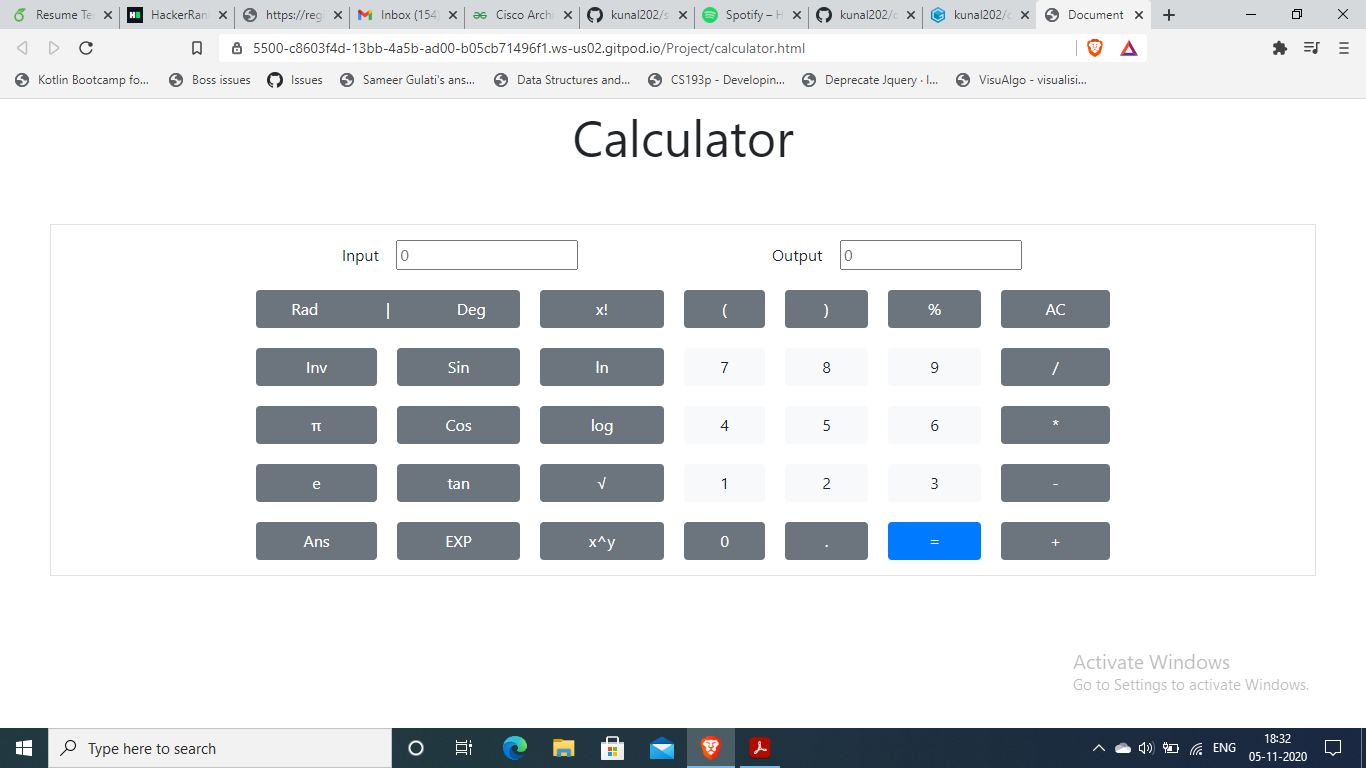 Resume Te HackerRan https://reg Inbox (154) Cisco Archi kunal202/s Spotify – H kunal202/c kunal202/c Document
5500-c8603f4d-13bb-4a5b-ad00-b05cb71496f1.ws-us02.gitpod.io/Project/calculator.html
Kotlin Bootcamp fo... Boss issues Issues Sameer Gulati's ans... Data Structures and... CS193p - Developin... Deprecate Jquery · I... VisuAlgo - visualisi...
Calculator
Input 0 Output 0
Rad | Deg x! ( ) % AC
Inv Sin ln 7 8 9 /
π Cos log 4 5 6 *
e tan √ 1 2 3 -
Ans EXP x^y 0 . = +
Activate Windows
Go to Settings to activate Windows.
Type here to search ENG 18:32
05-11-2020